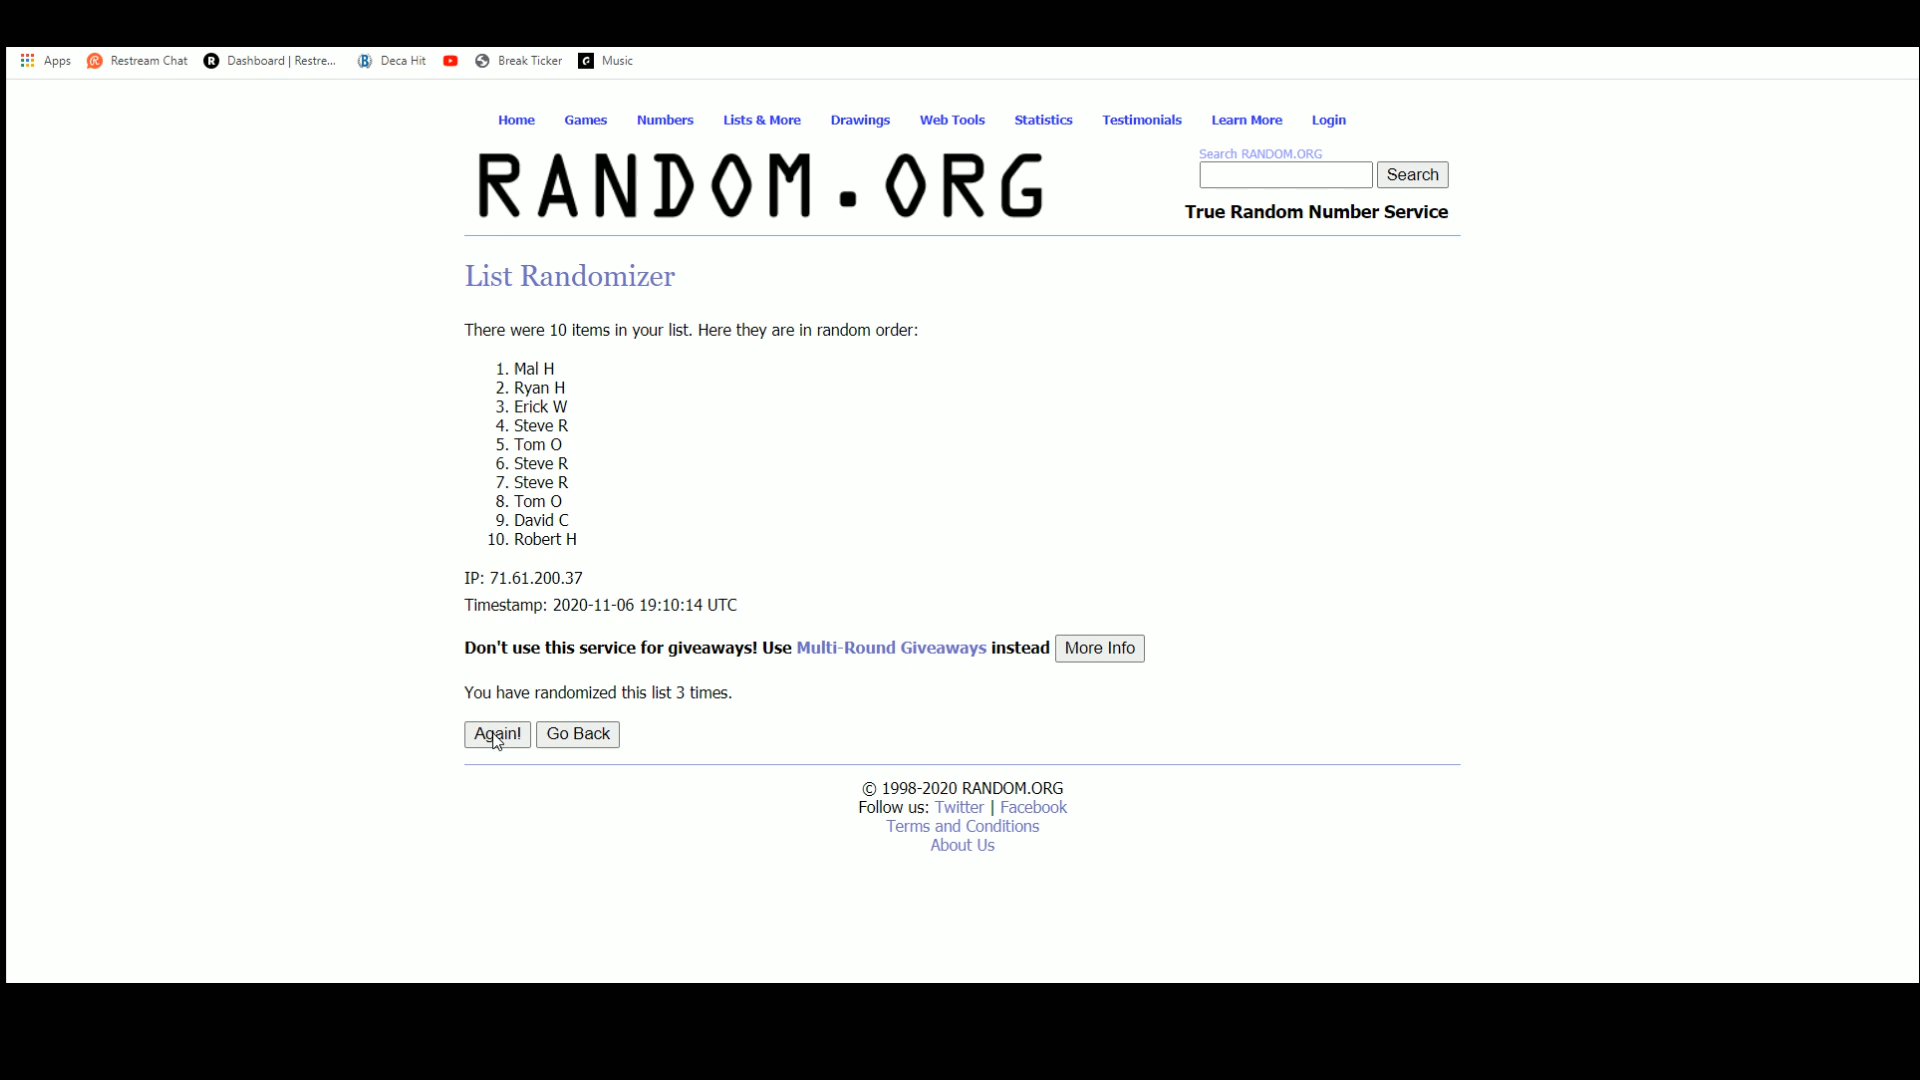 Apps Restream Chat Dashboard | Restre... Deca Hit Break Ticker Music
Home Games Numbers Lists & More Drawings Web Tools Statistics Testimonials Learn More Login
RANDOM.ORG
Search RANDOM.ORG
Search
True Random Number Service
List Randomizer
There were 10 items in your list. Here they are in random order:
1. Mal H
2. Ryan H
3. Erick W
4. Steve R
5. Tom O
6. Steve R
7. Steve R
8. Tom O
9. David C
10. Robert H
IP: 71.61.200.37
Timestamp: 2020-11-06 19:10:14 UTC
Don't use this service for giveaways! Use Multi-Round Giveaways instead More Info
You have randomized this list 3 times.
Again! Go Back
© 1998-2020 RANDOM.ORG
Follow us: Twitter | Facebook
Terms and Conditions
About Us